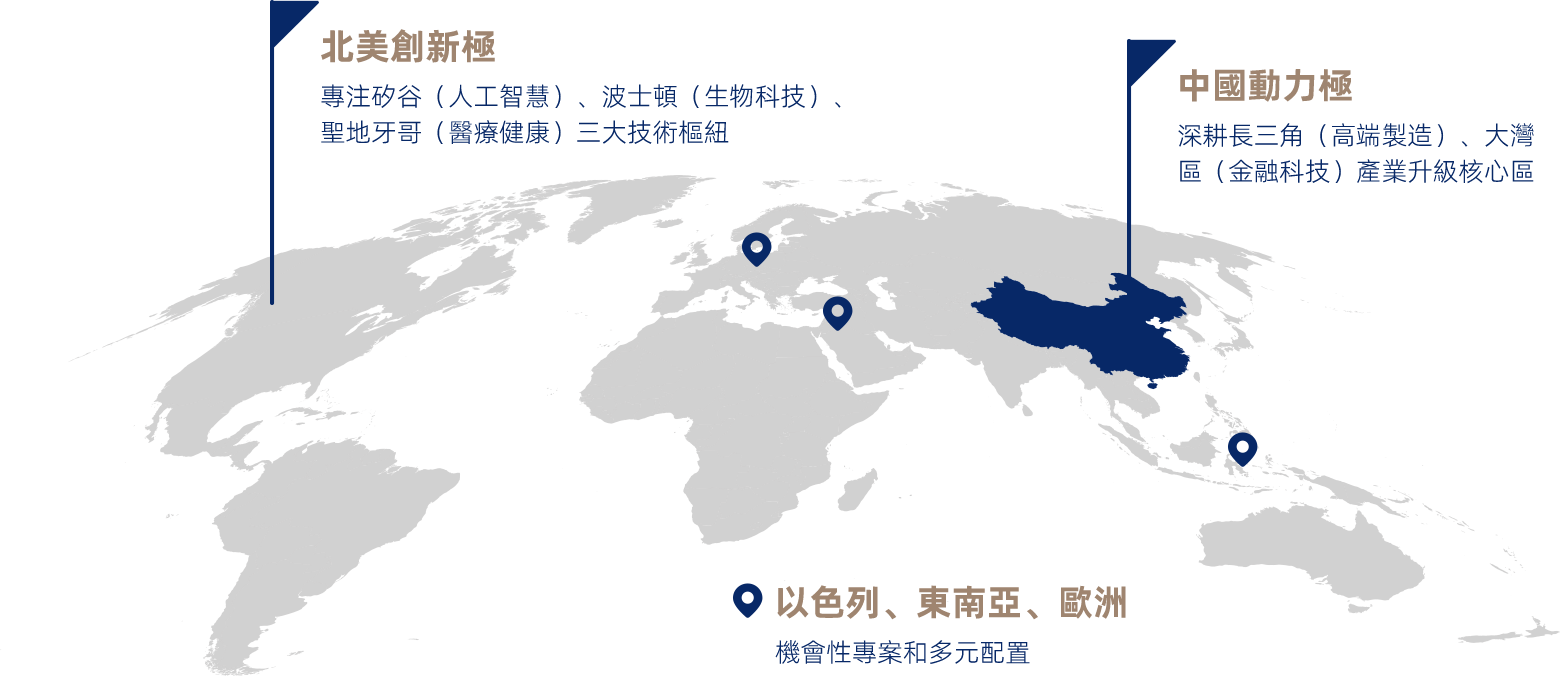 北美創新極
專注矽谷（人工智慧）、波士頓（生物科技）、
聖地牙哥（醫療健康）三大技術樞紐
中國動力極
深耕長三角（高端製造）、大灣
區（金融科技）產業升級核心區
以色列、東南亞、歐洲
機會性專案和多元配置